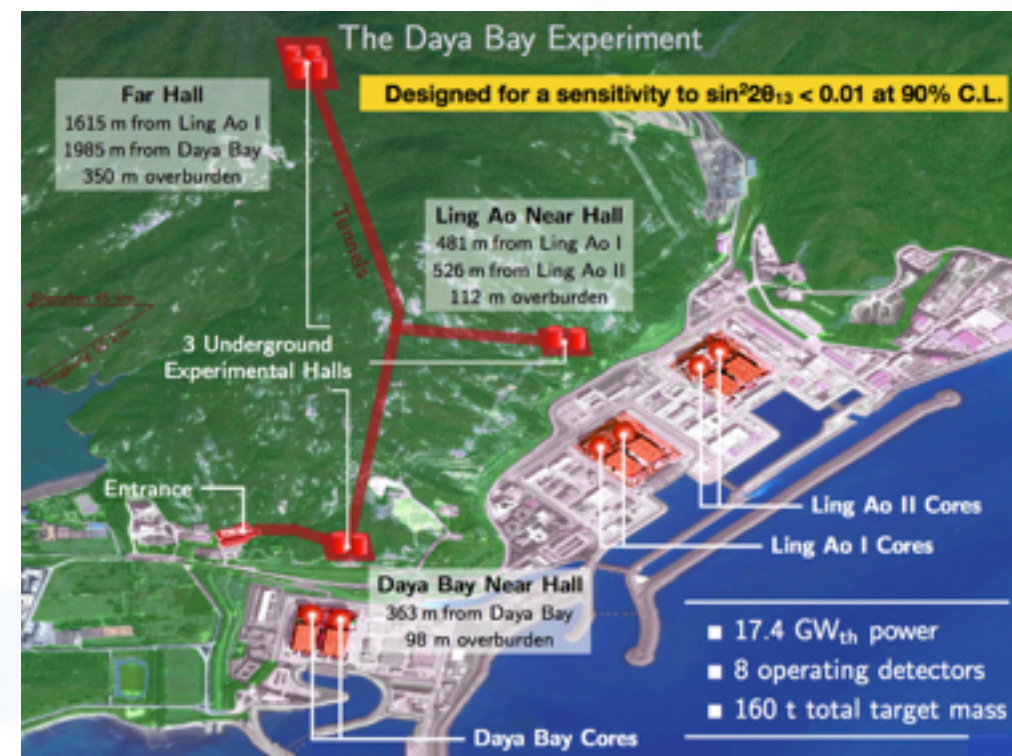 The Daya Bay Experiment
Designed for a sensitivity to sin²2θ₁₃ < 0.01 at 90% C.L.
Far Hall
1615 m from Ling Ao I
1985 m from Daya Bay
350 m overburden
Tunnels
Ling Ao Near Hall
481 m from Ling Ao I
526 m from Ling Ao II
112 m overburden
3 Underground
Experimental Halls
Entrance
Ling Ao II Cores
Ling Ao I Cores
Daya Bay Near Hall
363 m from Daya Bay
98 m overburden
■ 17.4 GWₜₕ power
■ 8 operating detectors
■ 160 t total target mass
Daya Bay Cores